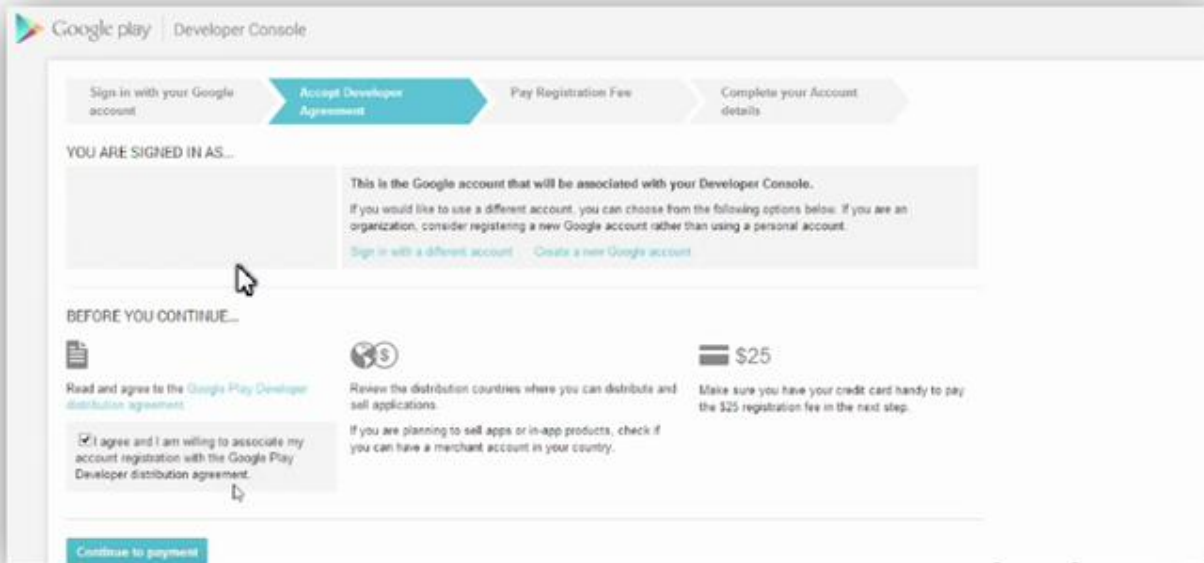 Google play | Developer Console
Sign in with your Google
account
Accept Developer
Agreement
Pay Registration Fee
Complete your Account
details
YOU ARE SIGNED IN AS...
This is the Google account that will be associated with your Developer Console.
If you would like to use a different account, you can choose from the following options below. If you are an
organization, consider registering a new Google account rather than using a personal account.
Sign in with a different account
Create a new Google account
BEFORE YOU CONTINUE...
Read and agree to the Google Play Developer
distribution agreement
I agree and I am willing to associate my
account registration with the Google Play
Developer distribution agreement.
Review the distribution countries where you can distribute and
sell applications.
If you are planning to sell apps or in-app products, check if
you can have a merchant account in your country.
$25
Make sure you have your credit card handy to pay
the $25 registration fee in the next step.
Continue to payment